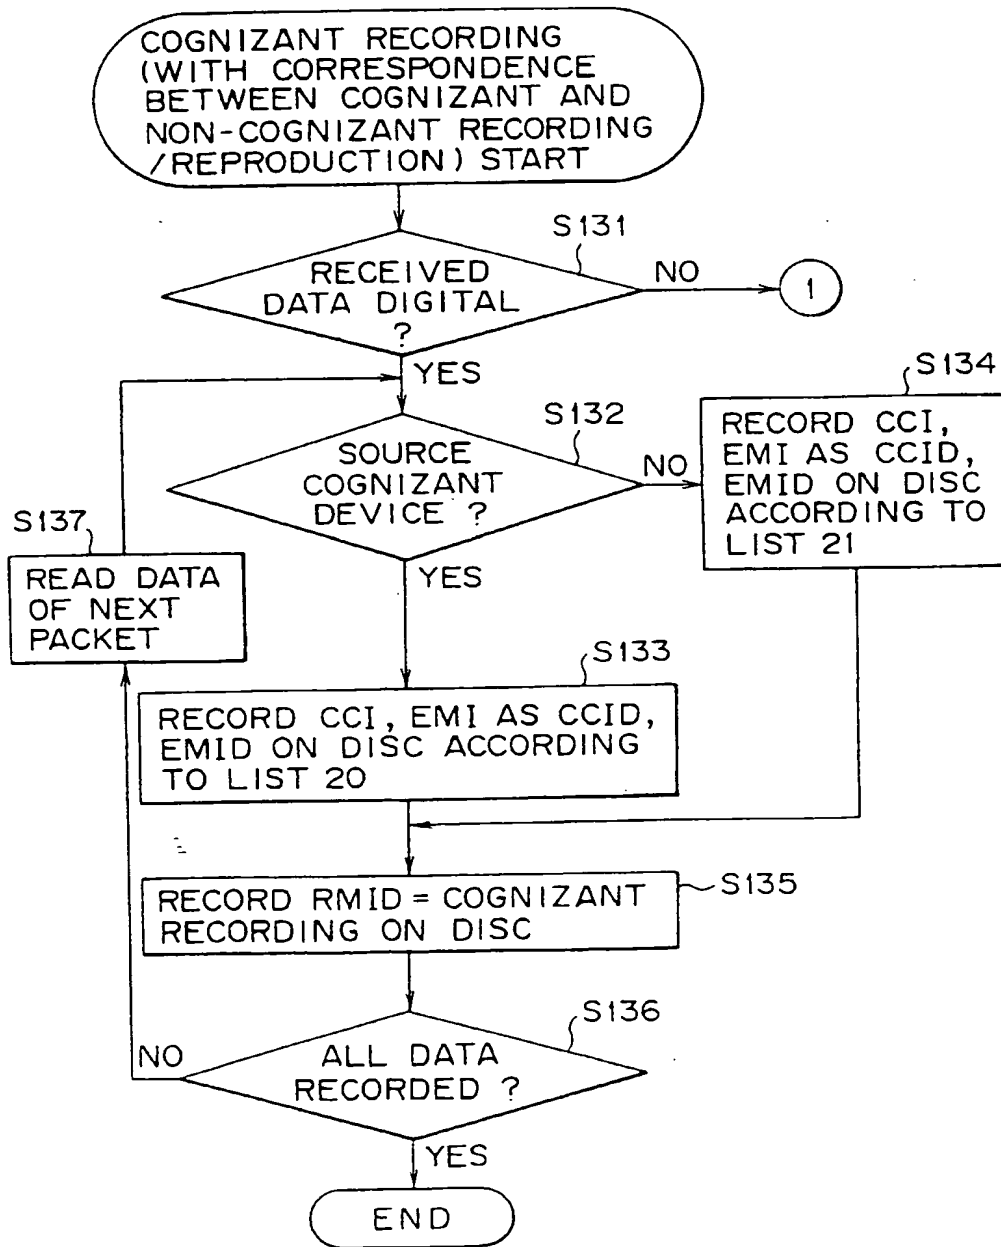 COGNIZANT RECORDING
(WITH CORRESPONDENCE
BETWEEN COGNIZANT AND
NON-COGNIZANT RECORDING
/REPRODUCTION) START
S131
RECEIVED
DATA DIGITAL
?
NO
1
YES
S132
SOURCE
COGNIZANT
DEVICE ?
NO
S134
RECORD CCI,
EMI AS CCID,
EMID ON DISC
ACCORDING TO
LIST 21
S137
READ DATA
OF NEXT
PACKET
YES
S133
RECORD CCI, EMI AS CCID,
EMID ON DISC ACCORDING
TO LIST 20
S135
RECORD RMID = COGNIZANT
RECORDING ON DISC
S136
ALL DATA
RECORDED ?
NO
YES
END